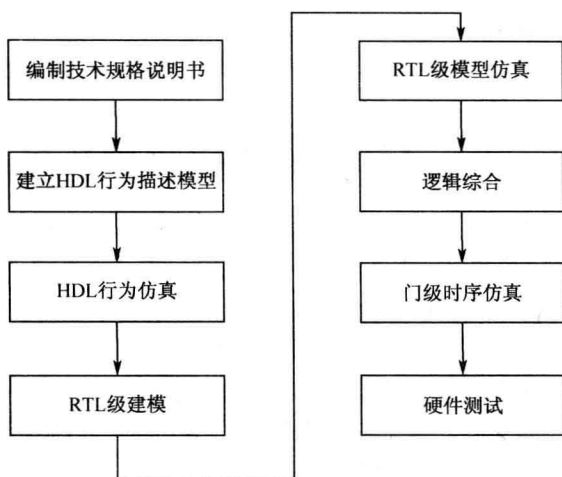 编制技术规格说明书
建立HDL行为描述模型
HDL行为仿真
RTL级建模
RTL级模型仿真
逻辑综合
门级时序仿真
硬件测试